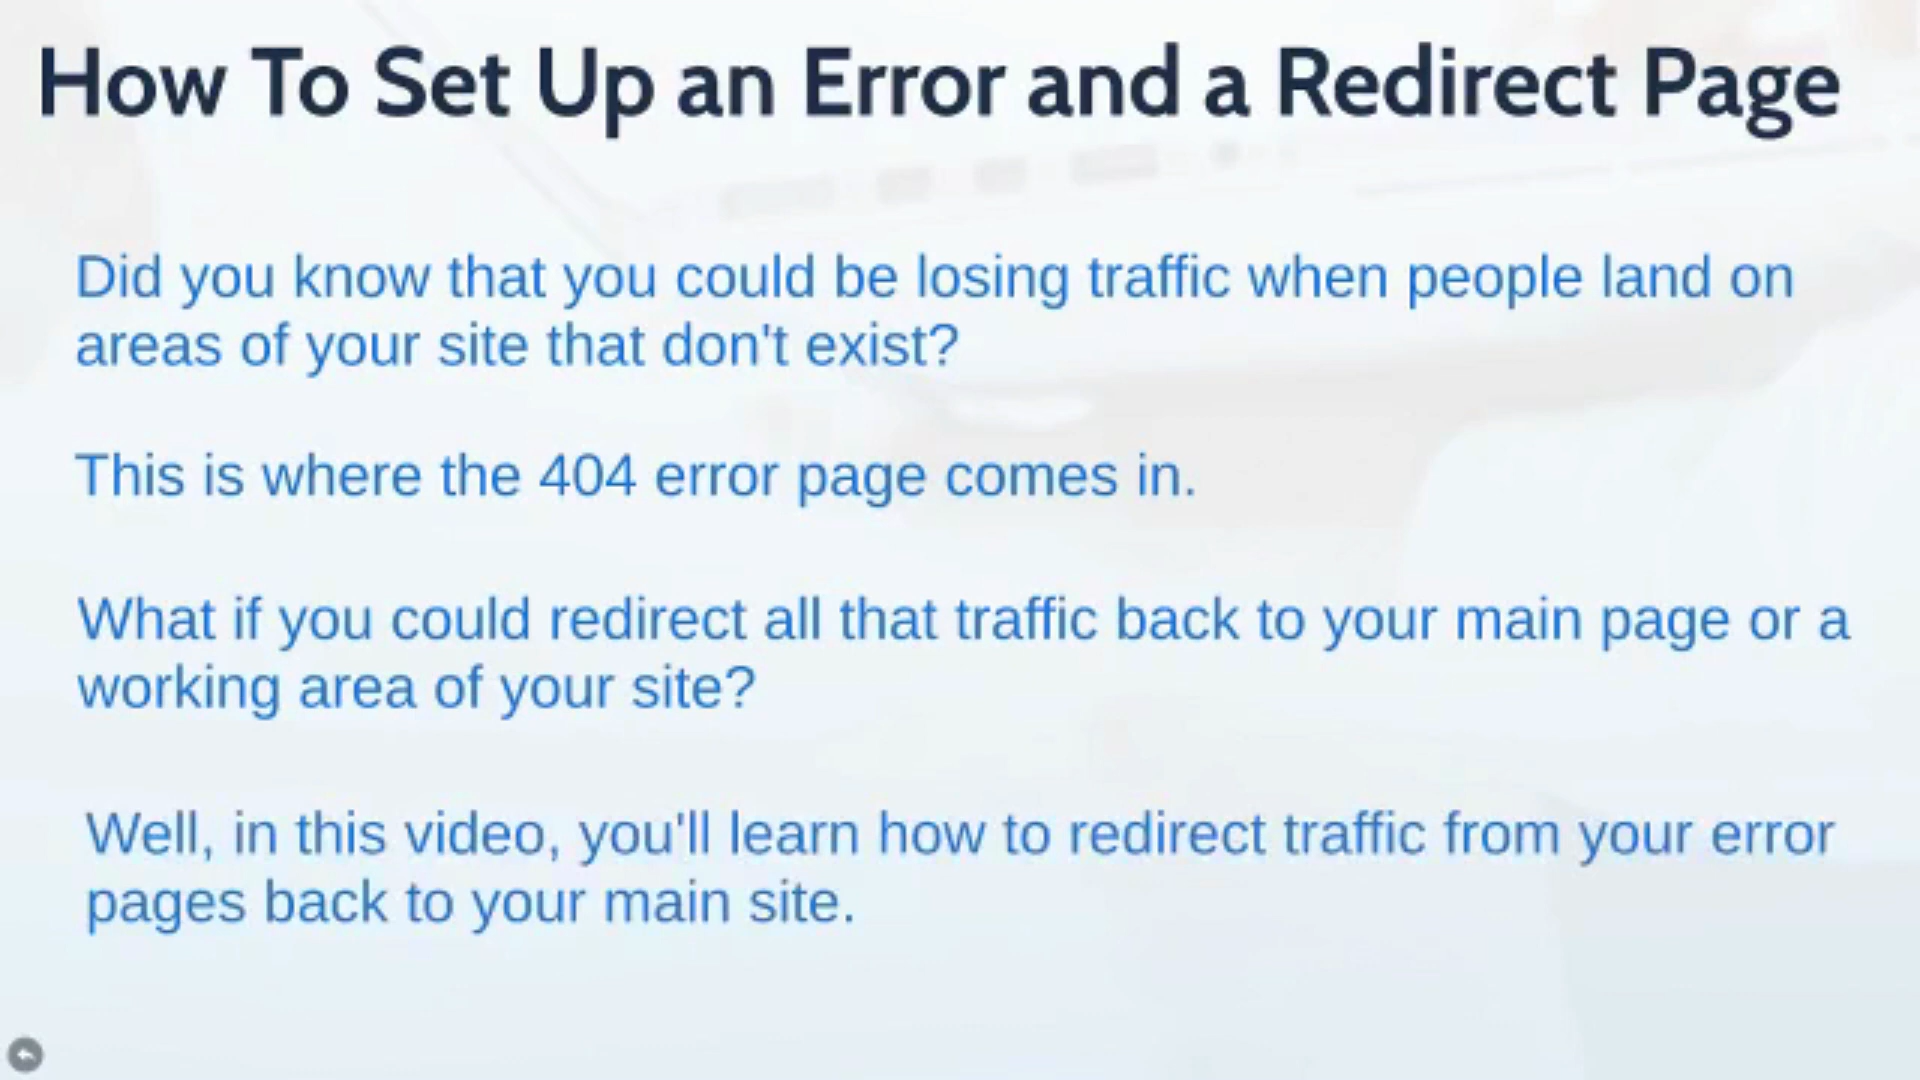 How To Set Up an Error and a Redirect Page
Did you know that you could be losing traffic when people land on
areas of your site that don't exist?
This is where the 404 error page comes in.
What if you could redirect all that traffic back to your main page or a
working area of your site?
Well, in this video, you'll learn how to redirect traffic from your error
pages back to your main site.